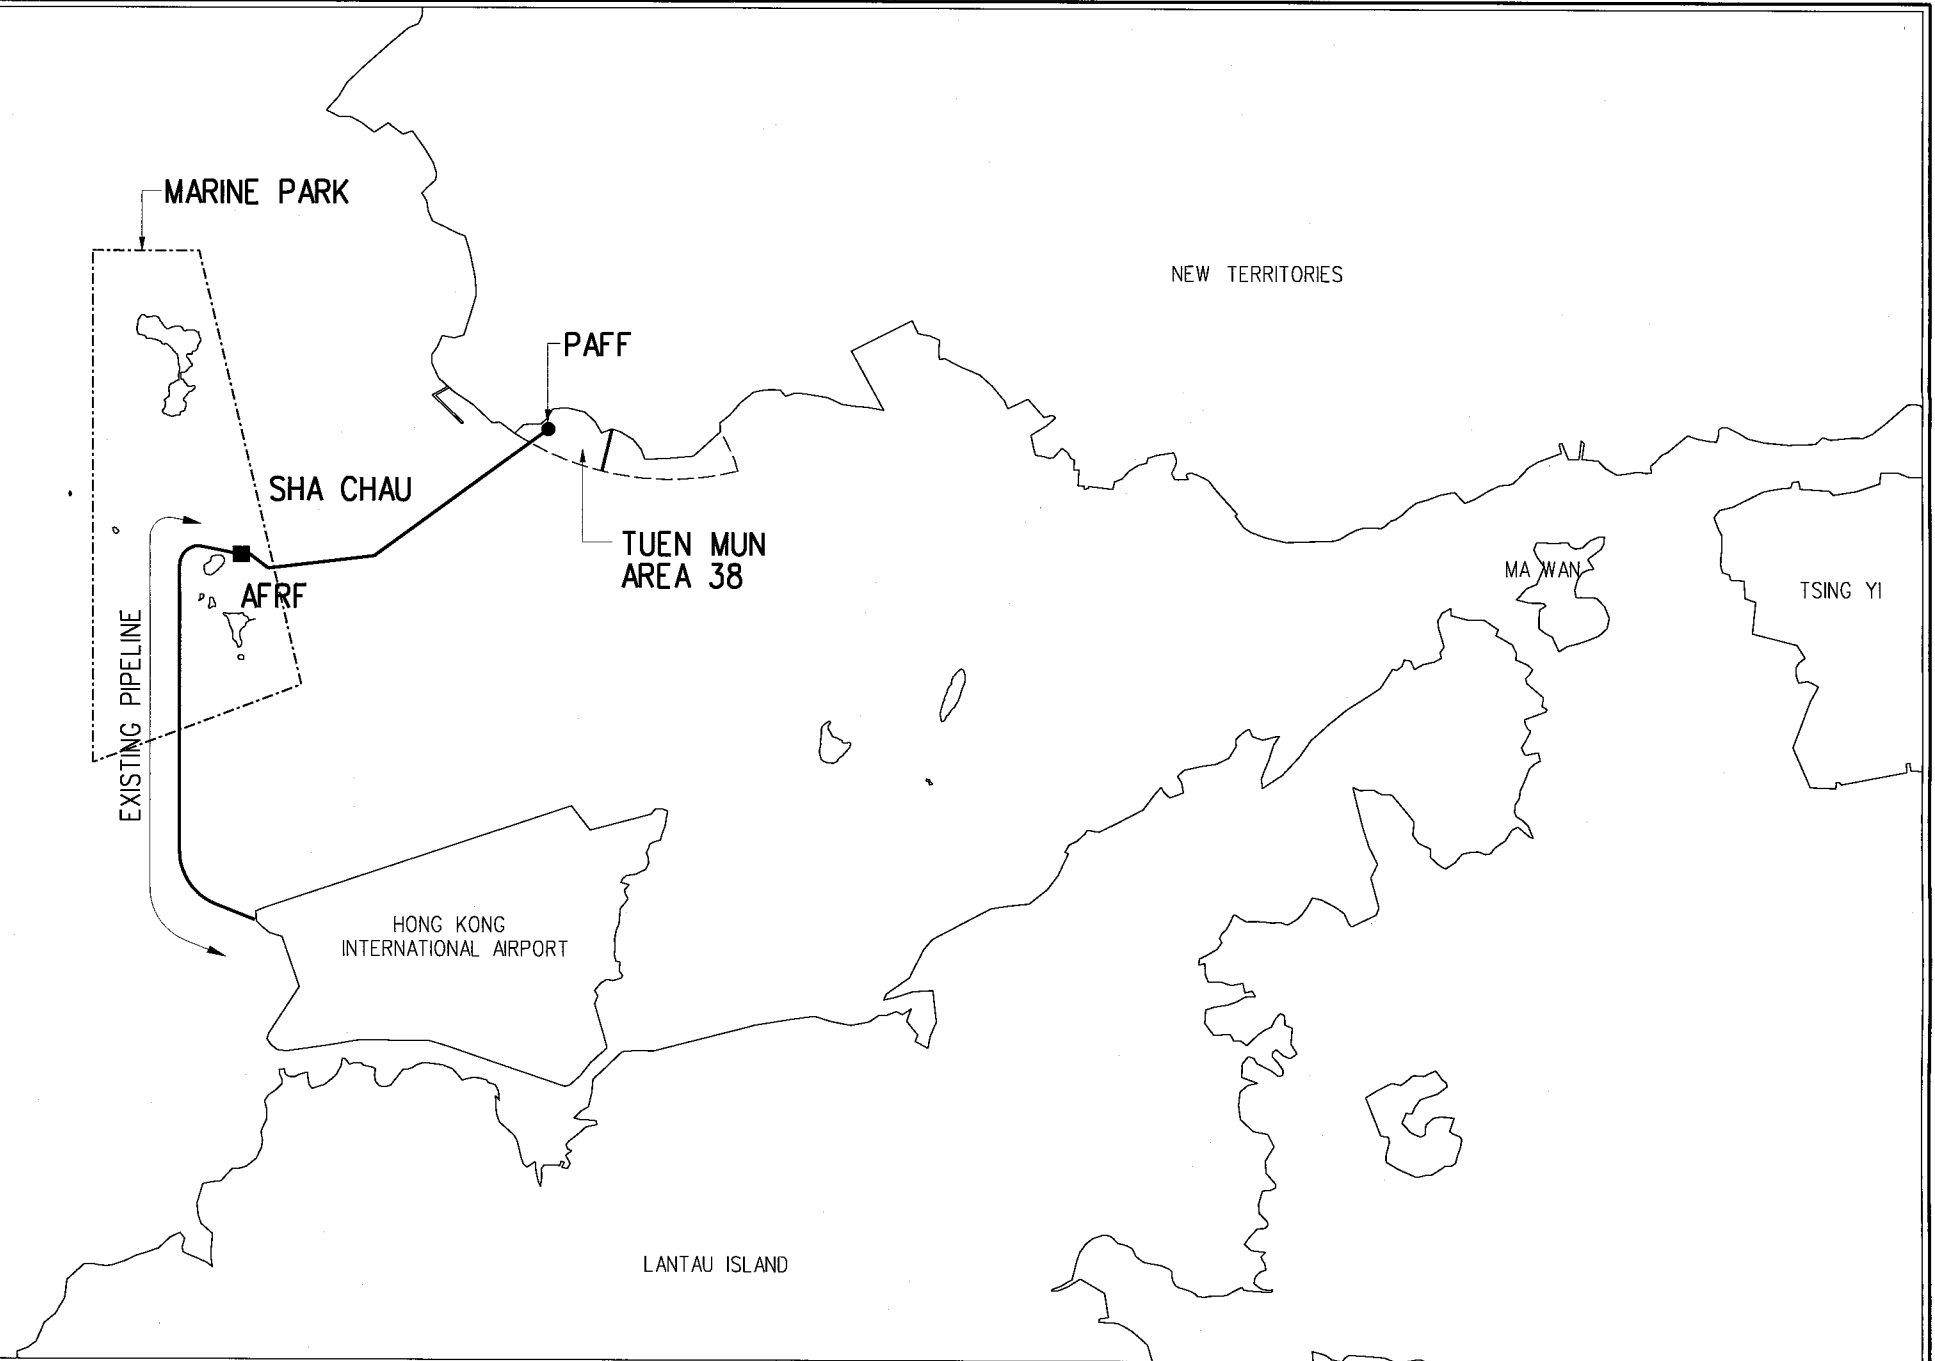 MARINE PARK
NEW TERRITORIES
PAFF
SHA CHAU
TUEN MUN
AREA 38
MA WAN
TSING YI
AFRF
EXISTING PIPELINE
HONG KONG
INTERNATIONAL AIRPORT
LANTAU ISLAND